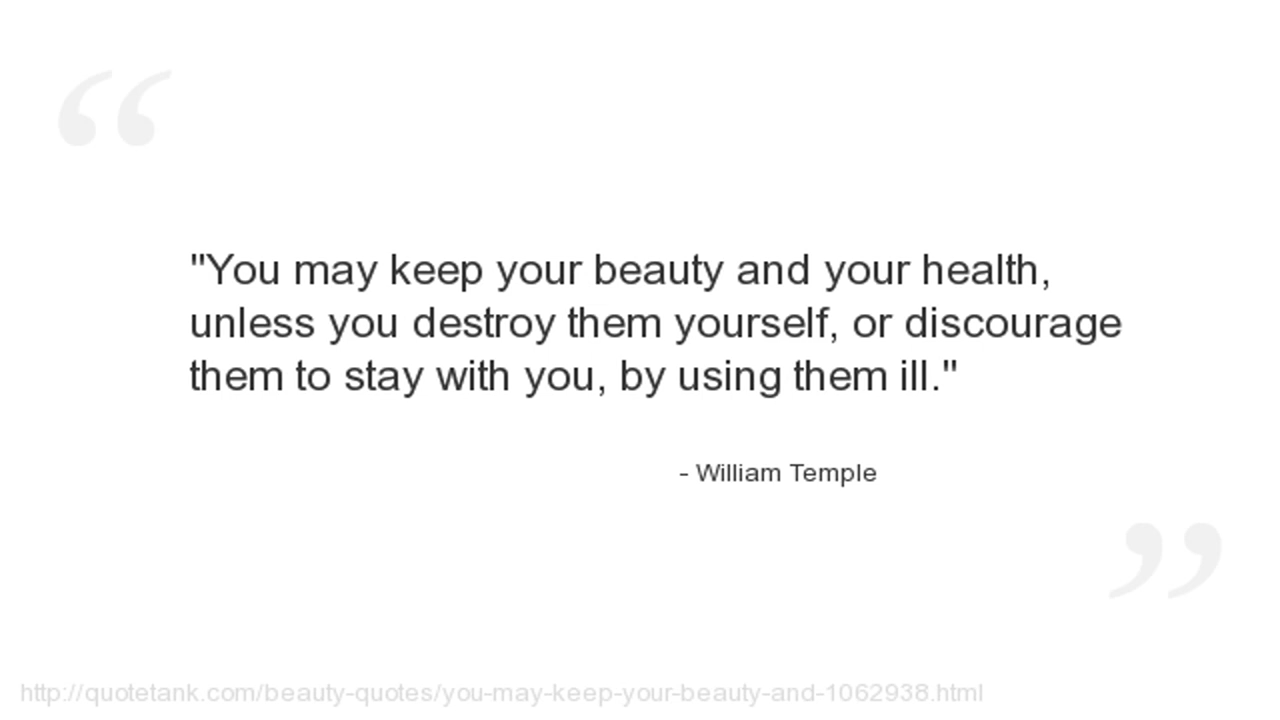 "You may keep your beauty and your health,
unless you destroy them yourself, or discourage
them to stay with you, by using them ill."
- William Temple
http://quotetank.com/beauty-quotes/you-may-keep-your-beauty-and-1062938.html